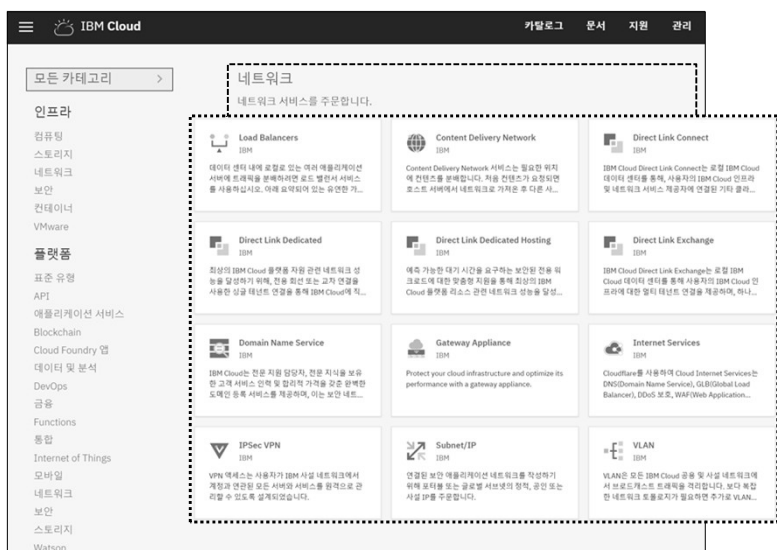 IBM Cloud
카탈로그 문서 지원 관리
모든 카테고리
인프라
컴퓨팅
스토리지
네트워크
보안
컨테이너
VMware
플랫폼
표준 유형
API
애플리케이션 서비스
Blockchain
Cloud Foundry 앱
데이터 및 분석
DevOps
금융
Functions
통합
Internet of Things
모바일
네트워크
보안
스토리지
Watson
네트워크
네트워크 서비스를 주문합니다.
Load Balancers
IBM
데이터 센터 내에 로컬로 있는 여러 애플리케이션
서버에 트래픽을 분배하려면 로드 밸런서 서비스
를 사용하십시오. 아래 요약되어 있는 유연한 가...
Content Delivery Network
IBM
Content Delivery Network 서비스는 필요한 위치
에 컨텐츠를 분배합니다. 처음 컨텐츠가 요청되면
호스트 서버에서 네트워크로 가져온 후 다른 사...
Direct Link Connect
IBM
IBM Cloud Direct Link Connect는 로컬 IBM Cloud
데이터 센터를 통해, 사용자의 IBM Cloud 인프라
및 네트워크 서비스 제공자에 연결된 기타 클라...
Direct Link Dedicated
IBM
최상의 IBM Cloud 플랫폼 자원 관련 네트워크 성
능을 달성하기 위해, 전용 회선 또는 교차 연결을
사용한 싱글 테넌트 연결을 통해 IBM Cloud에 직...
Direct Link Dedicated Hosting
IBM
예측 가능한 대기 시간을 요구하는 보안된 전용 워
크로드에 대한 맞춤형 지원을 통해 최상의 IBM
Cloud 플랫폼 리소스 관련 네트워크 성능을 달성...
Direct Link Exchange
IBM
IBM Cloud Direct Link Exchange는 로컬 IBM
Cloud 데이터 센터를 통해 사용자의 IBM Cloud 인
프라에 대한 멀티 테넌트 연결을 제공하며, 하나...
Domain Name Service
IBM
IBM Cloud는 전문 지원 담당자, 전문 지식을 보유
한 고객 서비스 인력 및 합리적 가격을 갖춘 완벽한
도메인 등록 서비스를 제공하며, 이는 보안 네트...
Gateway Appliance
IBM
Protect your cloud infrastructure and optimize its
performance with a gateway appliance.
Internet Services
IBM
Cloudflare를 사용하여 Cloud Internet Services는
DNS(Domain Name Service), GLB(Global Load
Balancer), DDoS 보호, WAF(Web Application...
IPSec VPN
IBM
VPN 액세스는 사용자가 IBM 사설 네트워크에서
계정과 연관된 모든 서버와 서비스를 원격으로 관
리할 수 있도록 설계되었습니다.
Subnet/IP
IBM
연결된 보안 애플리케이션 네트워크를 작성하기
위해 포터블 또는 글로벌 서브넷의 정적, 공인 또는
사설 IP를 주문합니다.
VLAN
IBM
VLAN은 모든 IBM Cloud 공용 및 사설 네트워크에
서 브로드캐스트 트래픽을 격리합니다. 보다 복잡
한 네트워크 토폴로지가 필요하면 추가로 VLAN...